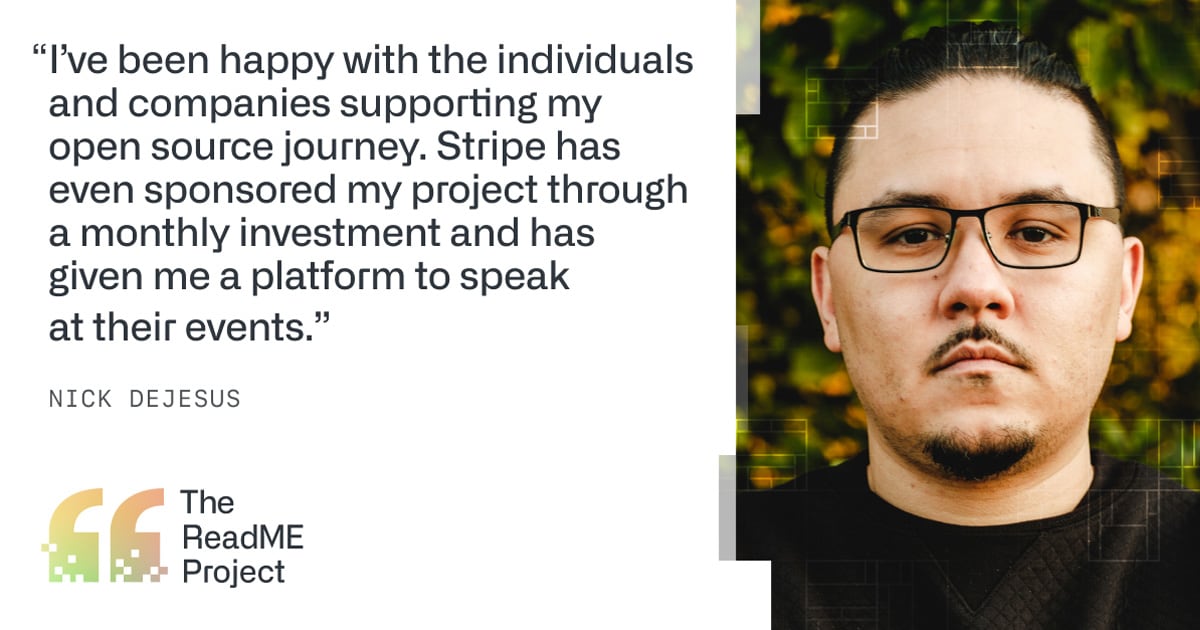 “I’ve been happy with the individuals
and companies supporting my
open source journey. Stripe has
even sponsored my project through
a monthly investment and has
given me a platform to speak
at their events.”
NICK DEJESUS
The
ReadME
Project